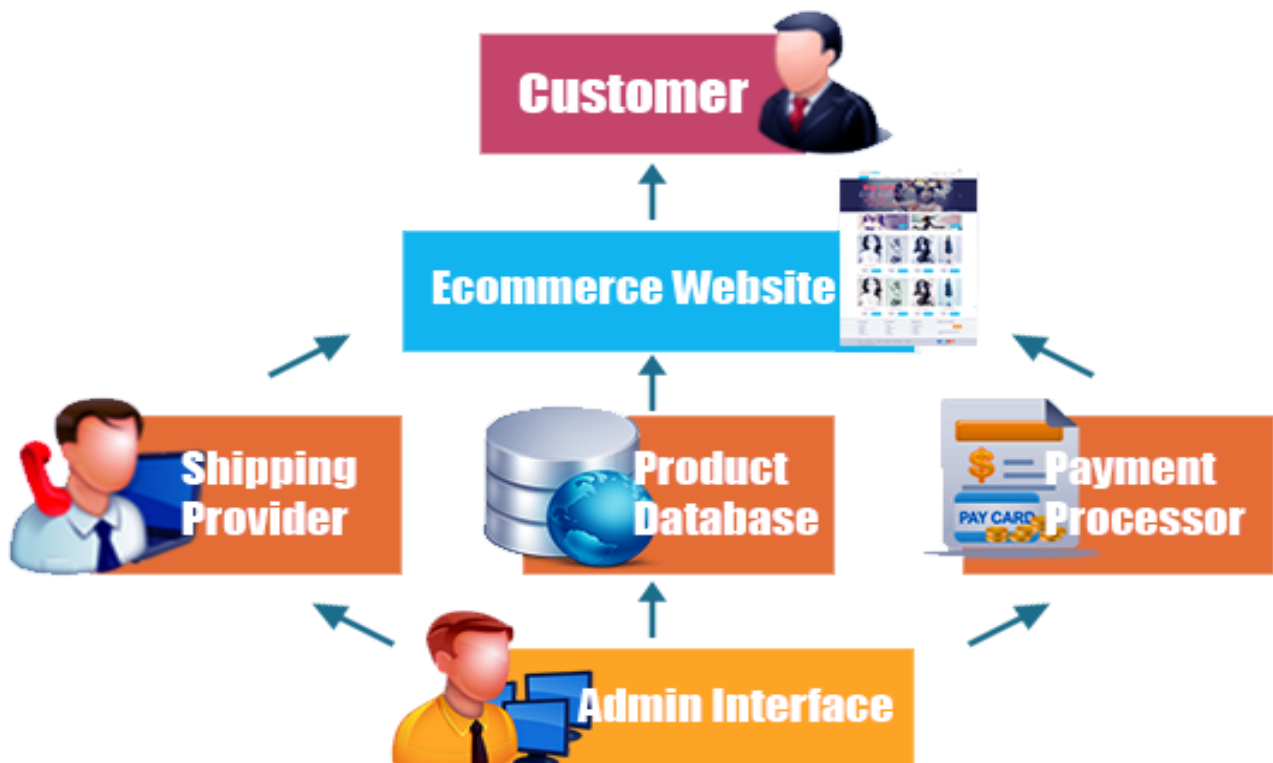 Customer
Ecommerce Website
Shipping
Provider
Product
Database
PAY CARD
Payment
Processor
Admin Interface